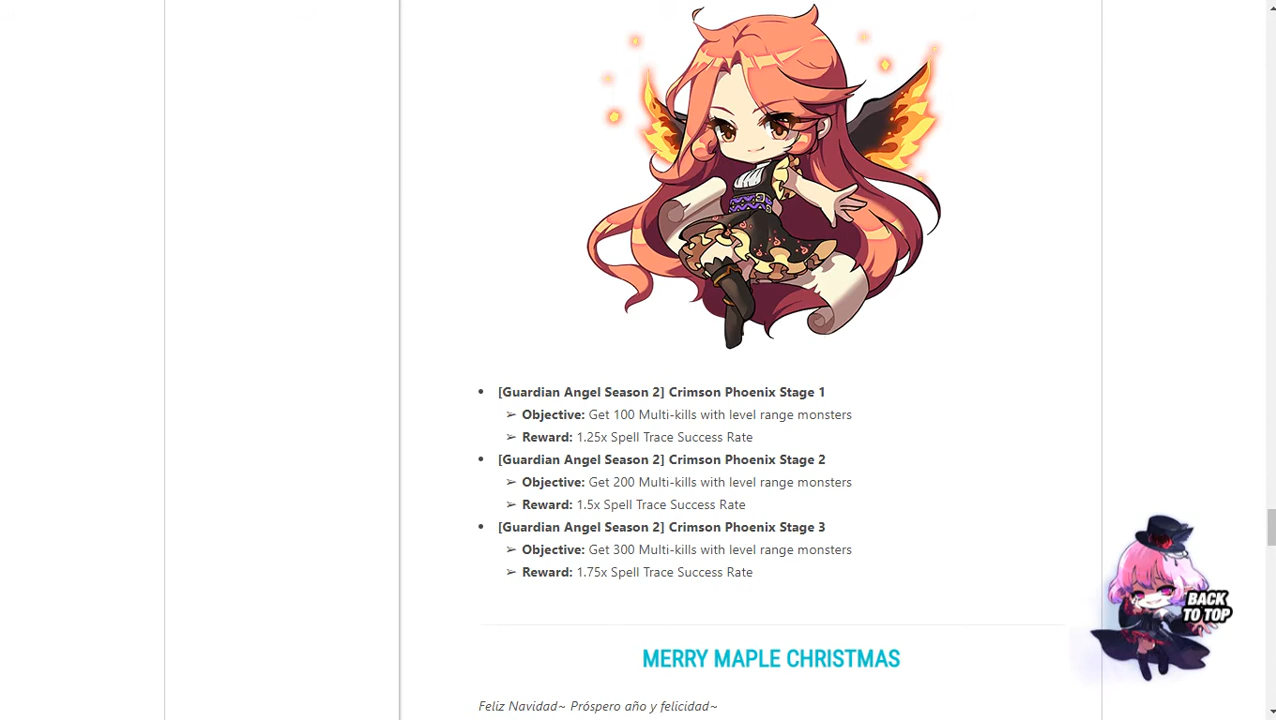 • [Guardian Angel Season 2] Crimson Phoenix Stage 1
➢ Objective: Get 100 Multi-kills with level range monsters
➢ Reward: 1.25x Spell Trace Success Rate
• [Guardian Angel Season 2] Crimson Phoenix Stage 2
➢ Objective: Get 200 Multi-kills with level range monsters
➢ Reward: 1.5x Spell Trace Success Rate
• [Guardian Angel Season 2] Crimson Phoenix Stage 3
➢ Objective: Get 300 Multi-kills with level range monsters
➢ Reward: 1.75x Spell Trace Success Rate
BACK
TO TOP
MERRY MAPLE CHRISTMAS
Feliz Navidad~ Próspero año y felicidad~